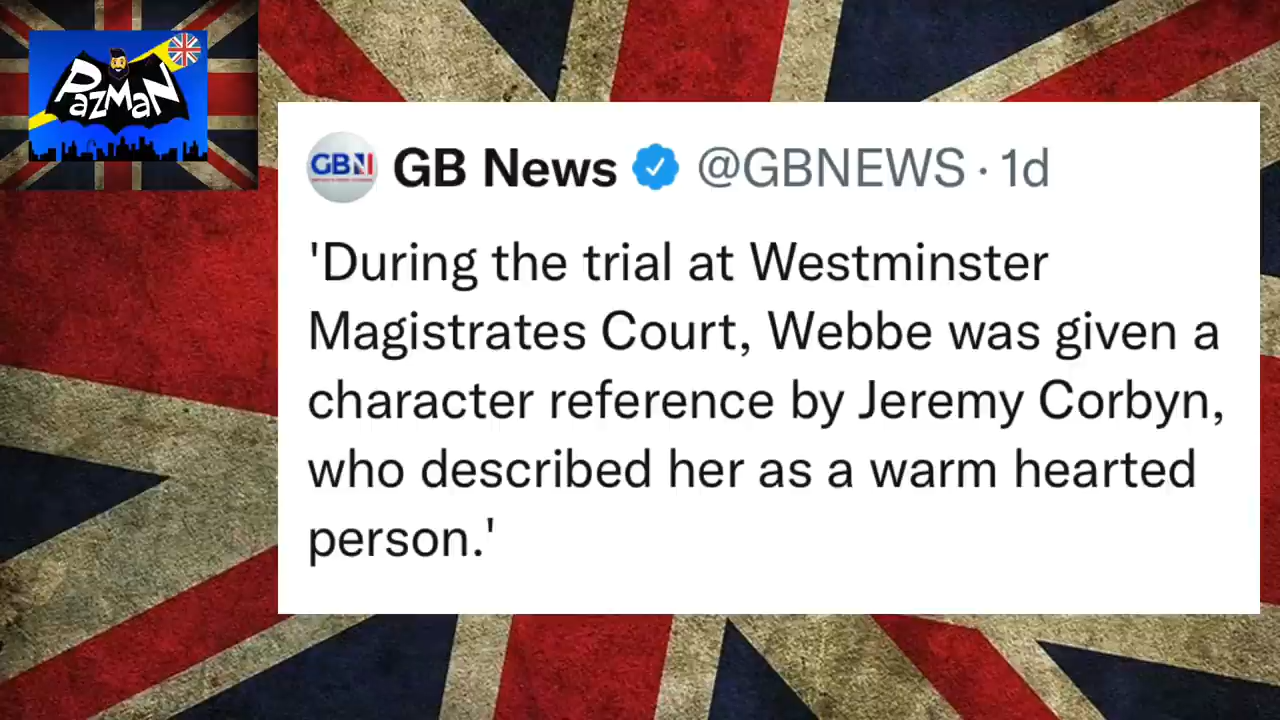 PazMaN
GBN
GB News @GBNEWS · 1d
'During the trial at Westminster
Magistrates Court, Webbe was given a
character reference by Jeremy Corbyn,
who described her as a warm hearted
person.'